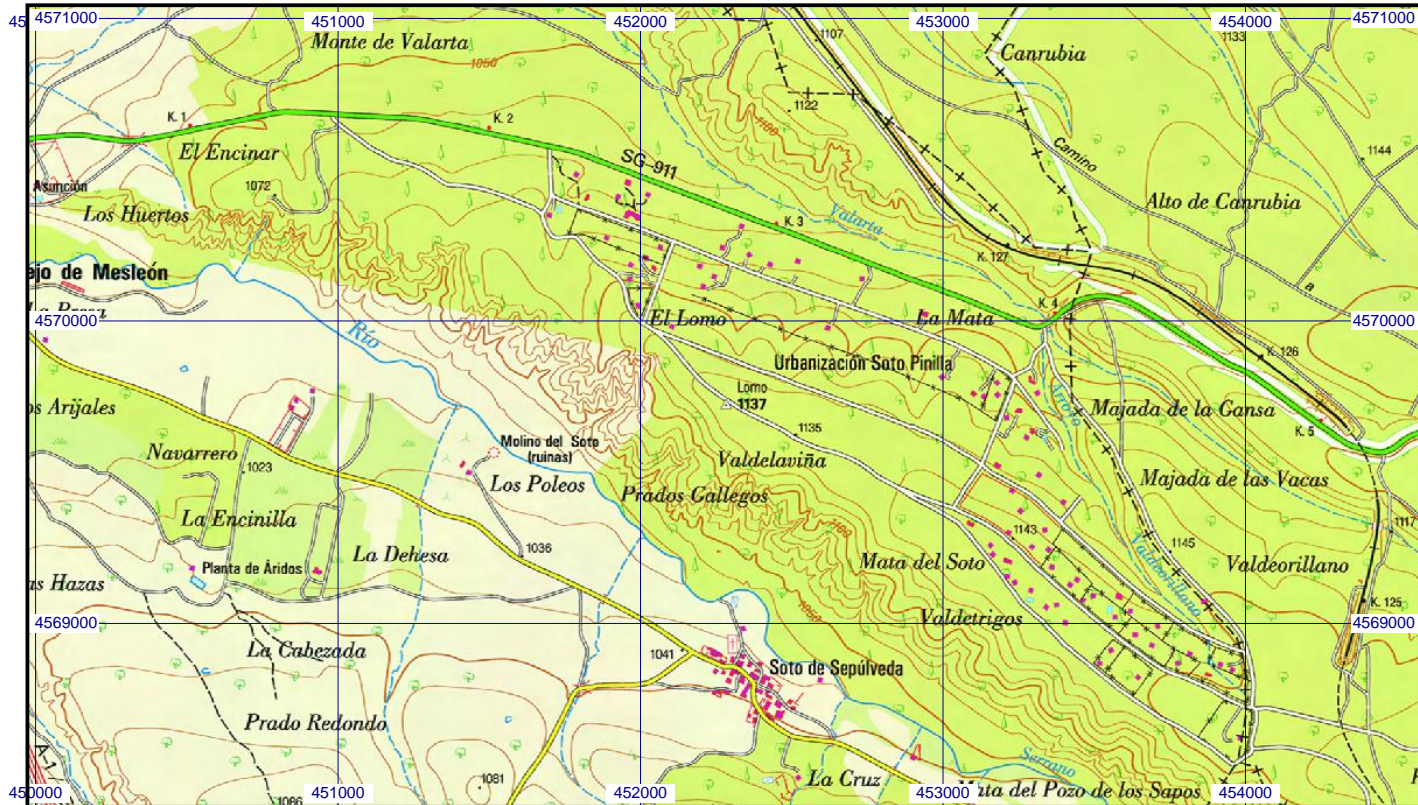 451000
452000
453000
454000
4571000
Monte de Valarta
1050
1107
Canrubia
1133
K. 1
K. 2
1122
1100
El Encinar
SG-911
Camino
1144
Asunción
1072
Los Huertos
Valarta
K. 3
Alto de Canrubia
ejo de Mesleón
K. 127
4570000
Río
El Lomo
La Mata
K. 4
4570000
K. 126
Urbanización Soto Pinilla
Lomo
1137
os Arijales
Arroyo
Majada de la Gansa
K. 5
Navarrero
1023
Molino del Soto
(ruinas)
1135
Valdelaviña
Los Poleos
Prados Gallegos
Majada de las Vacas
La Encinilla
1100
1143
1117
La Dehesa
1036
Mata del Soto
Valdeorillano
1145
Valdeorillano
Planta de Áridos
as Hazas
1050
Valdetrigos
K. 125
4569000
4569000
La Cabezada
1041
Soto de Sepúlveda
Prado Redondo
A-1
Serrano
1081
La Cruz
Mata del Pozo de los Sapos
1066
450000
451000
452000
453000
454000